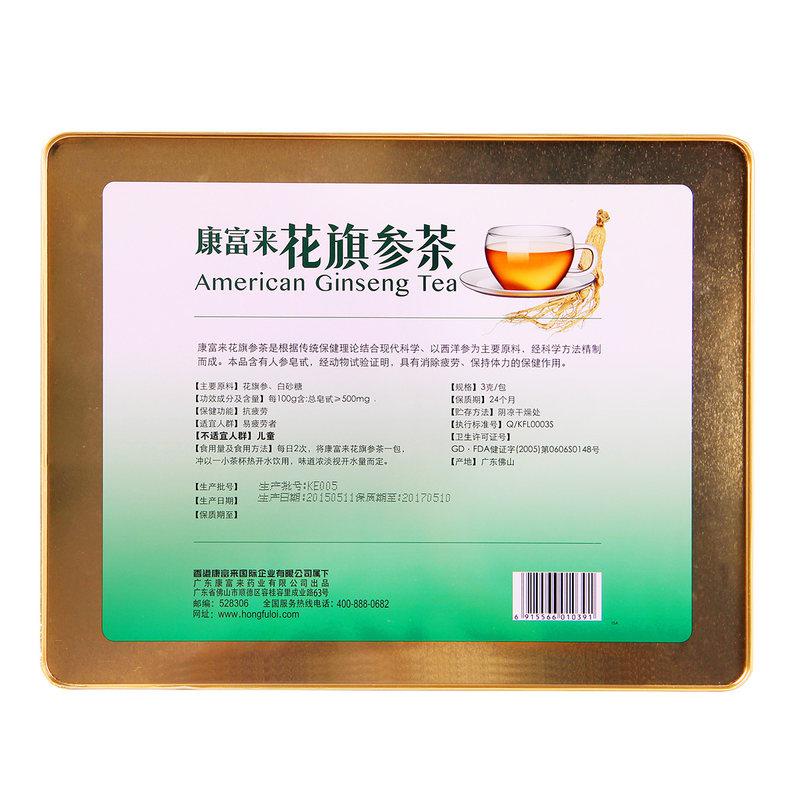 康富来花旗参茶
American Ginseng Tea
康富来花旗参茶是根据传统保健理论结合现代科学、以西洋参为主要原料、经科学方法精制
而成。本品含有人参皂甙，经动物试验证明，具有消除疲劳、保持体力的保健作用。
【主要原料】花旗参、白砂糖
【功效成分及含量】每100g含:总皂甙≥500mg
【保健功能】抗疲劳
【适宜人群】易疲劳者
【不适宜人群】儿童
【食用量及食用方法】每日2次，将康富来花旗参茶一包，
冲以一小茶杯热开水饮用，味道浓淡视开水量而定。
【规格】3克/包
【保质期】24个月
【贮存方法】阴凉干燥处
【执行标准号】Q/KFL0003S
【卫生许可证号】
GD·FDA健证字(2005)第0606S0148号
【产地】广东佛山
【生产批号】 生产批号:KE005
【生产日期】 生产日期:20150511保质期至:20170510
【保质期至】
香港康富来国际企业有限公司属下
广东康富来药业有限公司出品
广东省佛山市顺德区容桂容里成业路63号
邮编：528306 全国服务热线电话：400-888-0682
网址：www.hongfuloi.com
6 915566 010391